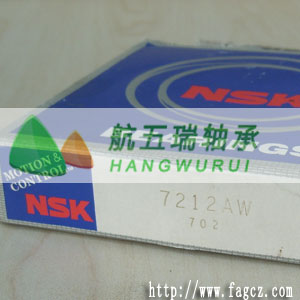 NSK
航五瑞轴承
HANGWURUI
MOTION &
CONTROL
NSK
7212AW
702
http://www.fagcz.com